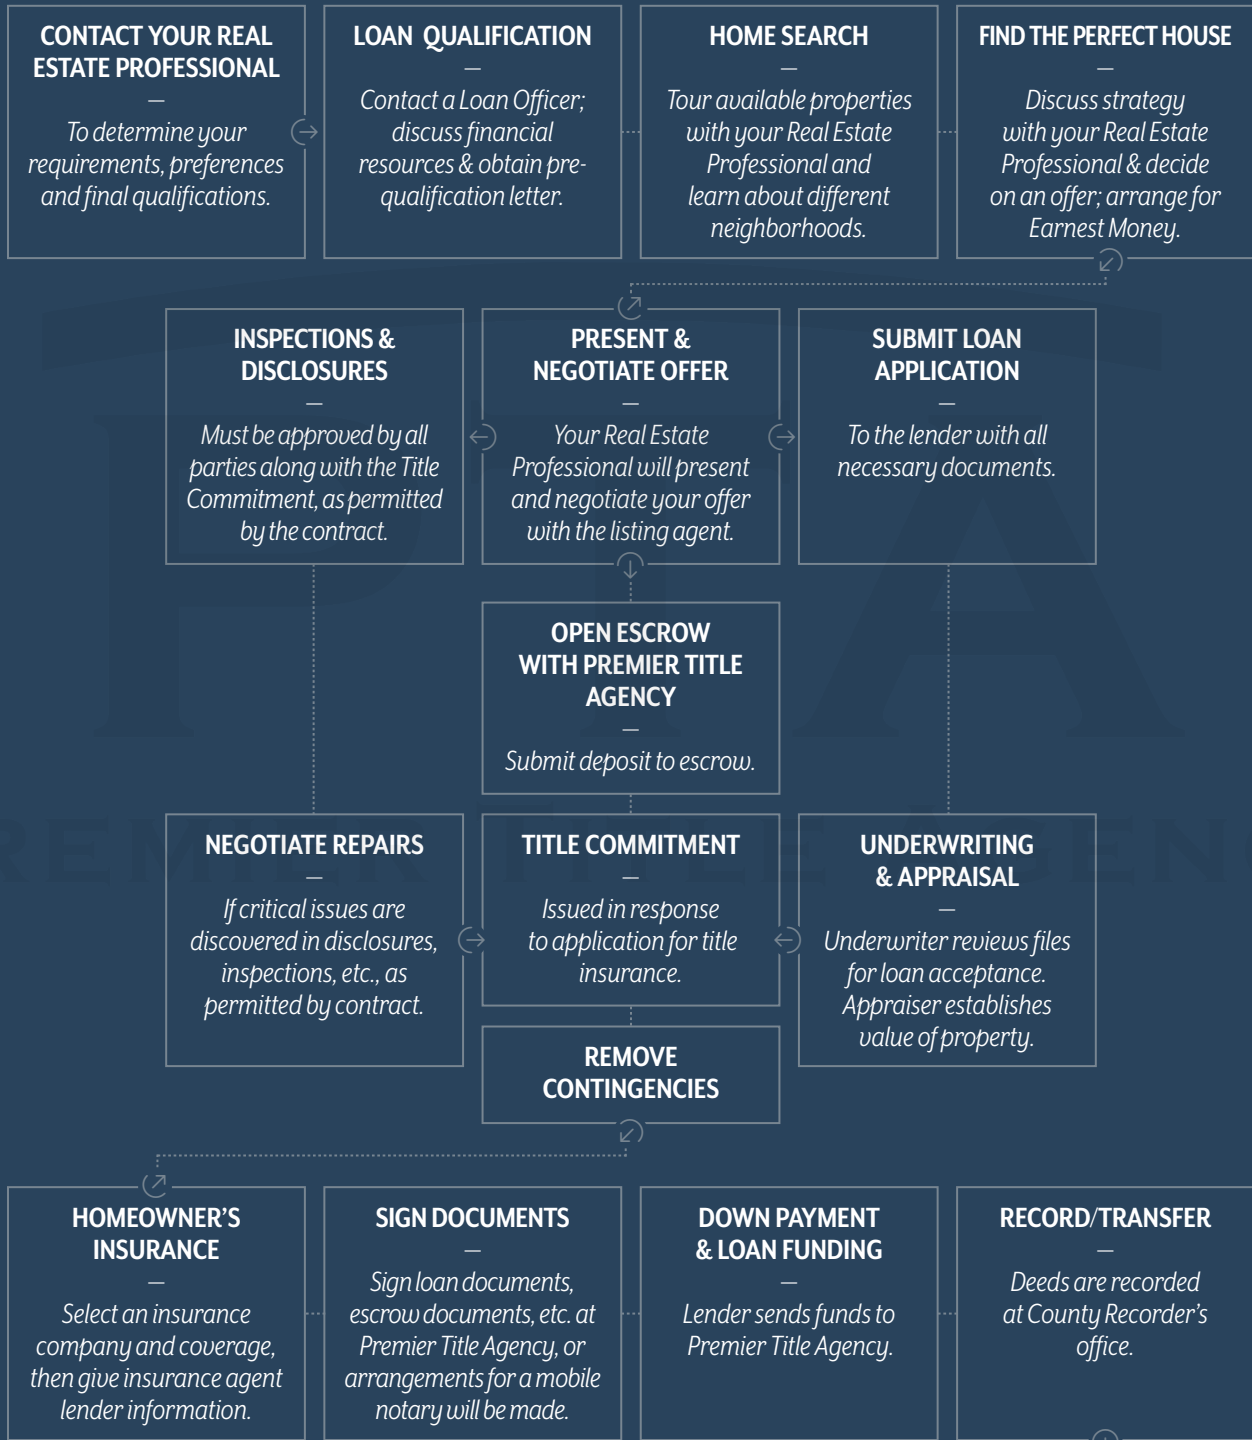 CONTACT YOUR REAL
ESTATE PROFESSIONAL
—
To determine your
requirements, preferences
and final qualifications.
LOAN QUALIFICATION
—
Contact a Loan Officer;
discuss financial
resources & obtain pre-
qualification letter.
HOME SEARCH
—
Tour available properties
with your Real Estate
Professional and
learn about different
neighborhoods.
FIND THE PERFECT HOUSE
—
Discuss strategy
with your Real Estate
Professional & decide
on an offer; arrange for
Earnest Money.
INSPECTIONS &
DISCLOSURES
—
Must be approved by all
parties along with the Title
Commitment, as permitted
by the contract.
PRESENT &
NEGOTIATE OFFER
—
Your Real Estate
Professional will present
and negotiate your offer
with the listing agent.
SUBMIT LOAN
APPLICATION
—
To the lender with all
necessary documents.
PTA
OPEN ESCROW
WITH PREMIER TITLE
AGENCY
—
Submit deposit to escrow.
REMIER TITLE AGEN
NEGOTIATE REPAIRS
—
If critical issues are
discovered in disclosures,
inspections, etc., as
permitted by contract.
TITLE COMMITMENT
—
Issued in response
to application for title
insurance.
UNDERWRITING
& APPRAISAL
—
Underwriter reviews files
for loan acceptance.
Appraiser establishes
value of property.
REMOVE
CONTINGENCIES
HOMEOWNER’S
INSURANCE
—
Select an insurance
company and coverage,
then give insurance agent
lender information.
SIGN DOCUMENTS
—
Sign loan documents,
escrow documents, etc. at
Premier Title Agency, or
arrangements for a mobile
notary will be made.
DOWN PAYMENT
& LOAN FUNDING
—
Lender sends funds to
Premier Title Agency.
RECORD/TRANSFER
—
Deeds are recorded
at County Recorder’s
office.